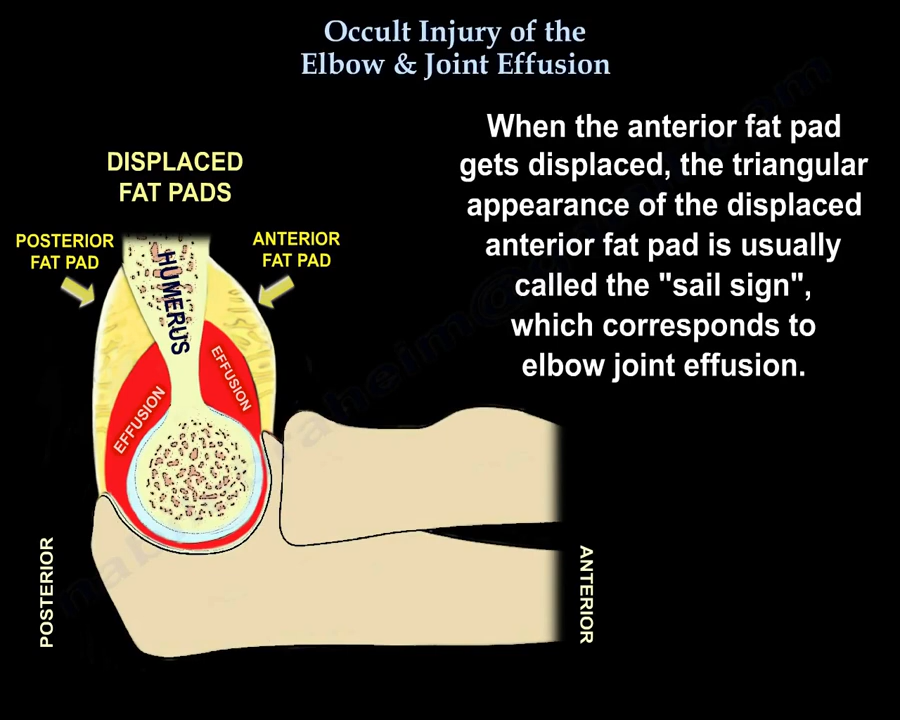 Occult Injury of the
Elbow & Joint Effusion
When the anterior fat pad
gets displaced, the triangular
appearance of the displaced
anterior fat pad is usually
called the "sail sign",
which corresponds to
elbow joint effusion.
DISPLACED
FAT PADS
POSTERIOR
FAT PAD
ANTERIOR
FAT PAD
HUMERUS
EFFUSION
EFFUSION
POSTERIOR
ANTERIOR